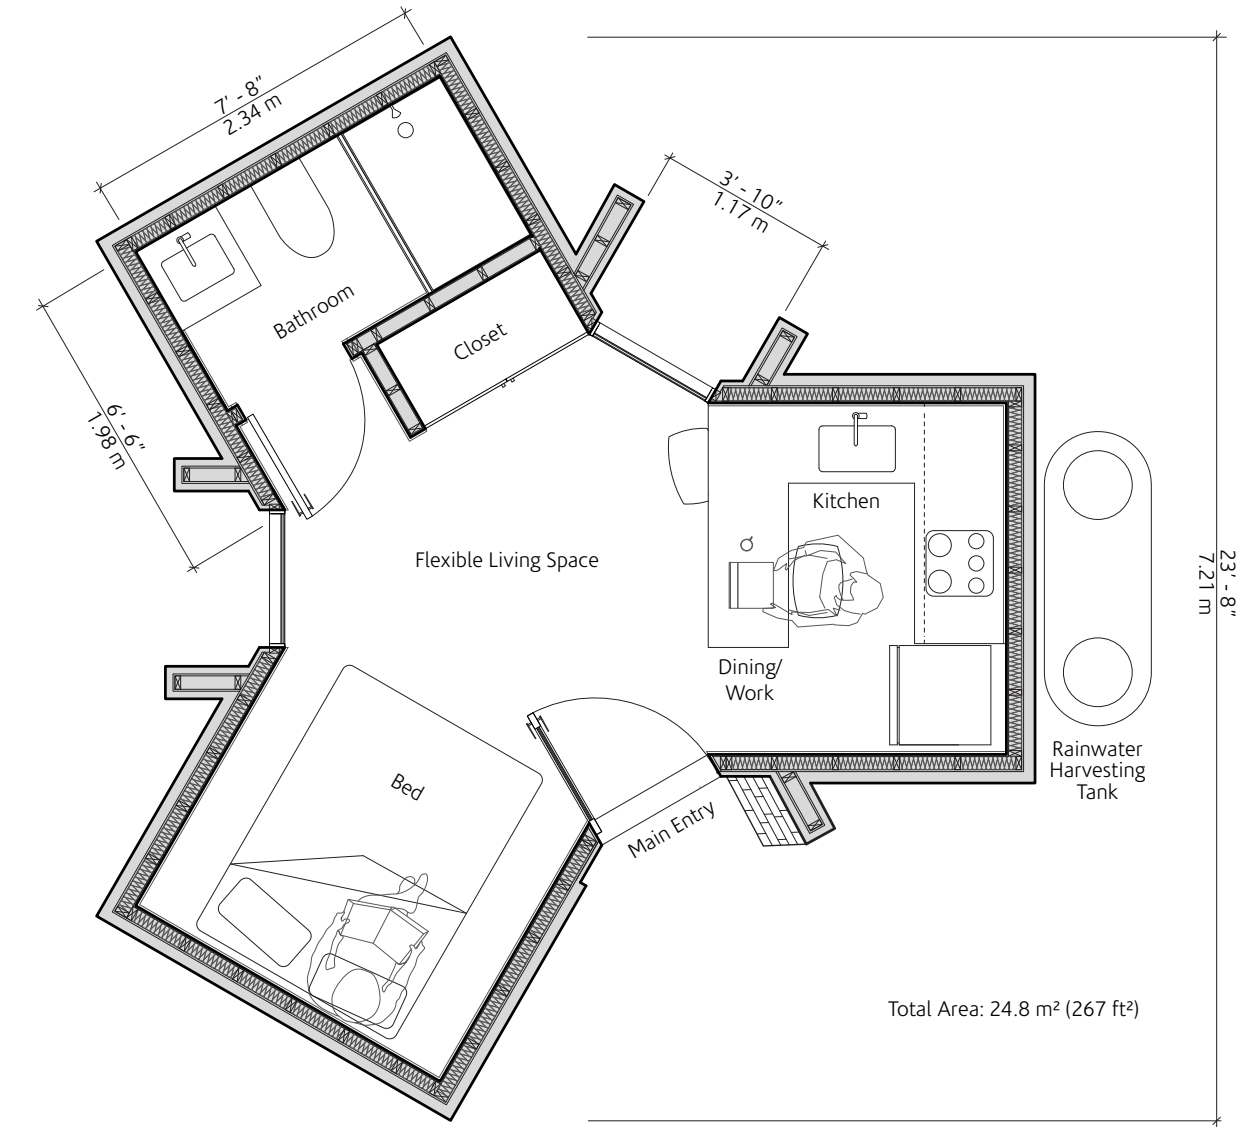 7' - 8"
2.34 m
3' - 10"
1.17 m
Bathroom
Closet
6' - 6"
1.98 m
Kitchen
Flexible Living Space
23' - 8"
7.21 m
Dining/
Work
Rainwater
Harvesting
Tank
Bed
Main Entry
Total Area: 24.8 m² (267 ft²)